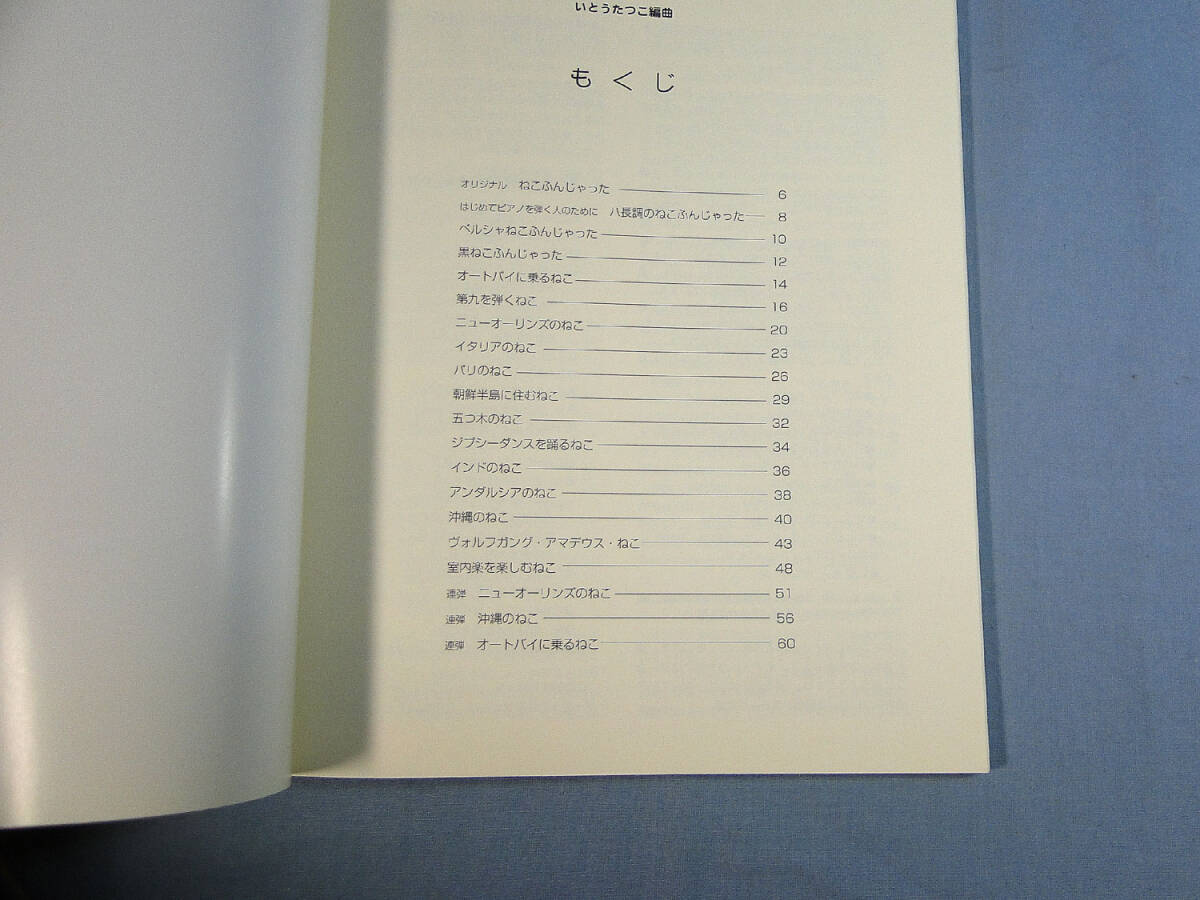 いとうたつこ編曲
もくじ
オリジナル ねこふんじゃった 6
はじめてピアノを弾く人のために ハ長調のねこふんじゃった 8
ペルシャねこふんじゃった 10
黒ねこふんじゃった 12
オートバイに乗るねこ 14
第九を弾くねこ 16
ニューオーリンズのねこ 20
イタリアのねこ 23
パリのねこ 26
朝鮮半島に住むねこ 29
五つ木のねこ 32
ジプシーダンスを踊るねこ 34
インドのねこ 36
アンダルシアのねこ 38
沖縄のねこ 40
ヴォルフガング・アマデウス・ねこ 43
室内楽を楽しむねこ 48
連弾 ニューオーリンズのねこ 51
連弾 沖縄のねこ 56
連弾 オートバイに乗るねこ 60